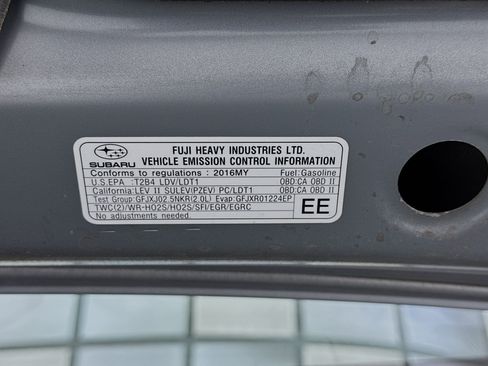 SUBARU
FUJI HEAVY INDUSTRIES LTD.
VEHICLE EMISSION CONTROL INFORMATION
Conforms to regulations : 2016MY Fuel:Gasoline
U.S.EPA :T2B4 LDV/LDT1 OBD:CA OBD II
California:LEV II SULEV(PZEV) PC/LDT1 OBD:CA OBD II
Test Group:GFJXJ02.5NKR(2.0L) Evap:GFJXR01224EP
TWC(2)/WR-HO2S/HO2S/SFI/EGR/EGRC
No adjustments needed.
EE